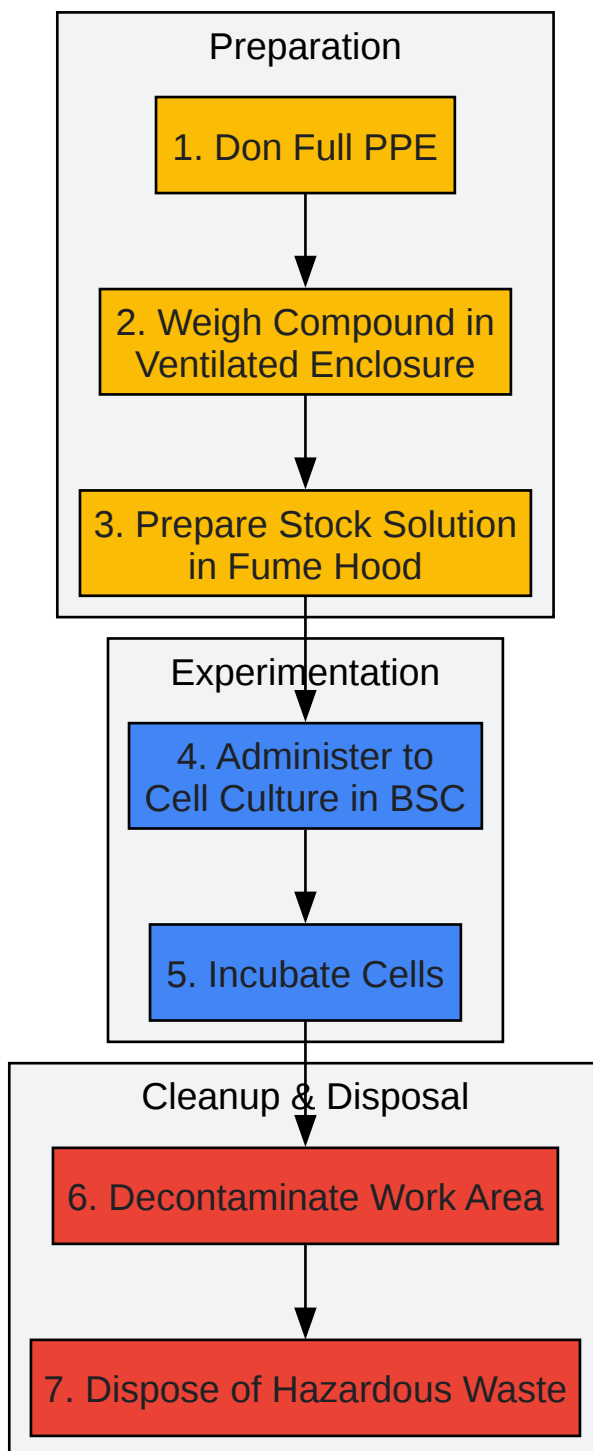 Preparation
1. Don Full PPE
2. Weigh Compound in
Ventilated Enclosure
3. Prepare Stock Solution
in Fume Hood
Experimentation
4. Administer to
Cell Culture in BSC
5. Incubate Cells
Cleanup & Disposal
6. Decontaminate Work Area
7. Dispose of Hazardous Waste